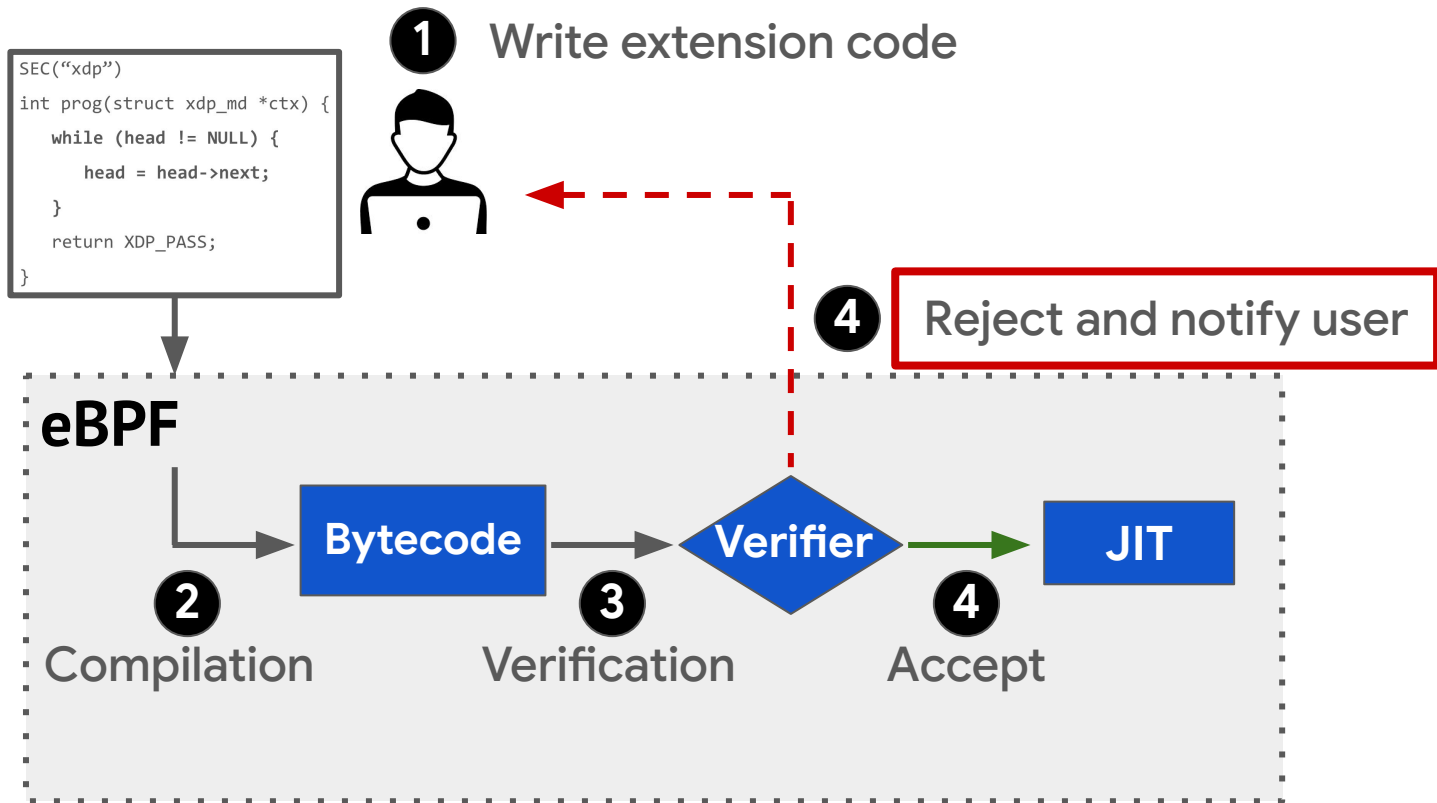 1 Write extension code
SEC(“xdp”)
int prog(struct xdp_md *ctx) {
while (head != NULL) {
head = head->next;
}
return XDP_PASS;
}
4 Reject and notify user
eBPF
Bytecode
Verifier
JIT
2
3
4
Compilation
Verification
Accept